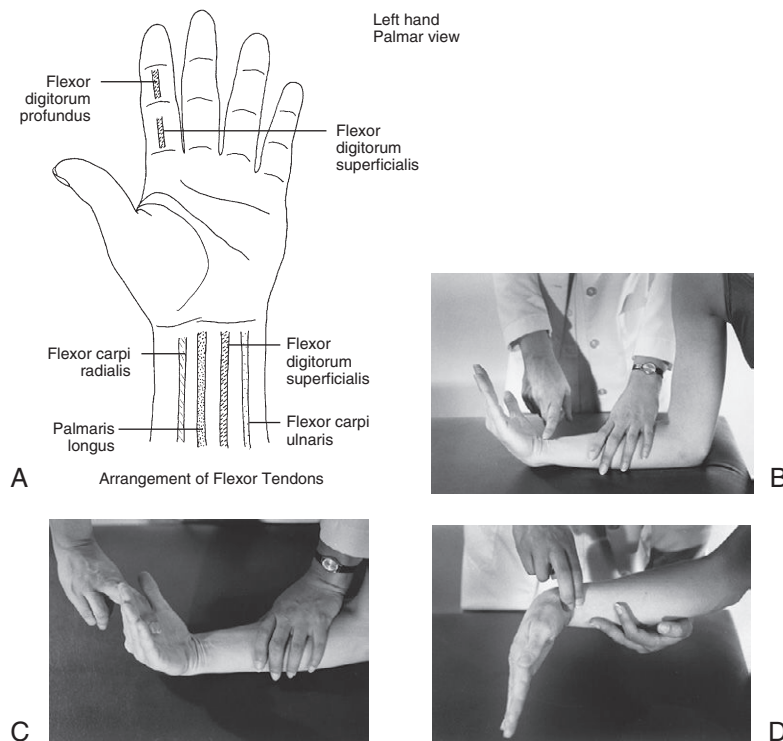 Left hand
Palmar view
Flexor
digitorum
profundus
Flexor
digitorum
superficialis
Flexor carpi
radialis
Flexor
digitorum
superficialis
Palmaris
longus
Flexor carpi
ulnaris
A
Arrangement of Flexor Tendons
B
C
D